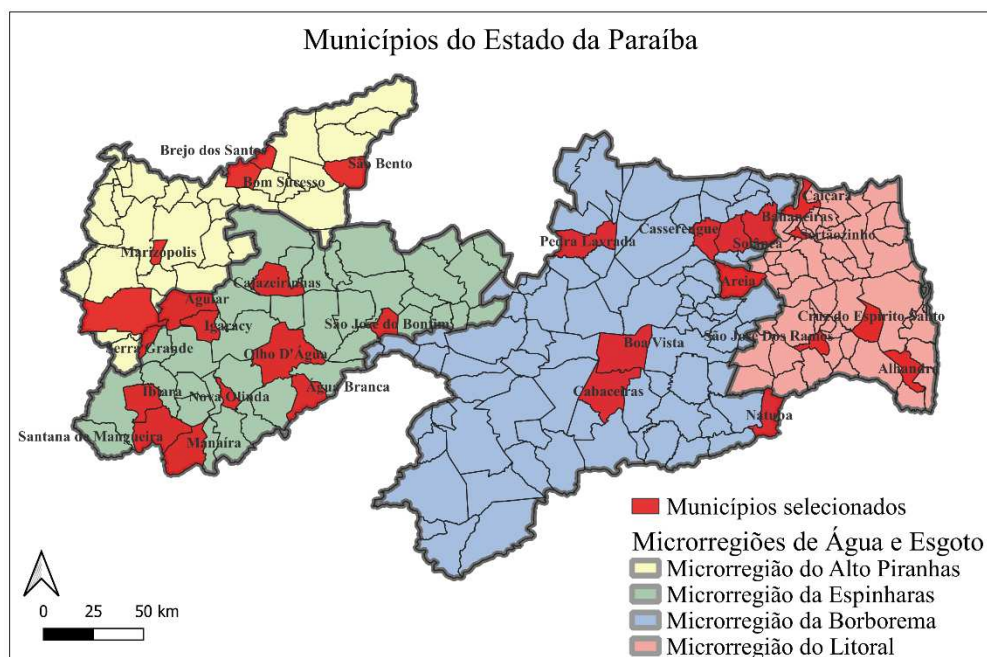 Municípios do Estado da Paraíba
Brejo dos Santos
São Bento
Bom Sucesso
Caiçara
Bananeiras
Sertãozinho
Casserengue
Solânea
Pedra Lavrada
Marizópolis
Areia
Cajazeirinhas
Aguiar
Igaracy
São José do Bonfim
Cruz do Espírito Santo
São José Dos Ramos
Boa Vista
Serra Grande
Olho D'Água
Alhandra
Água Branca
Ibiara
Nova Olinda
Cabaceiras
Natuba
Santana de Mangueira
Manaíra
Municípios selecionados
Microrregiões de Água e Esgoto
Microrregião do Alto Piranhas
Microrregião da Espinharas
Microrregião da Borborema
Microrregião do Litoral
0 25 50 km